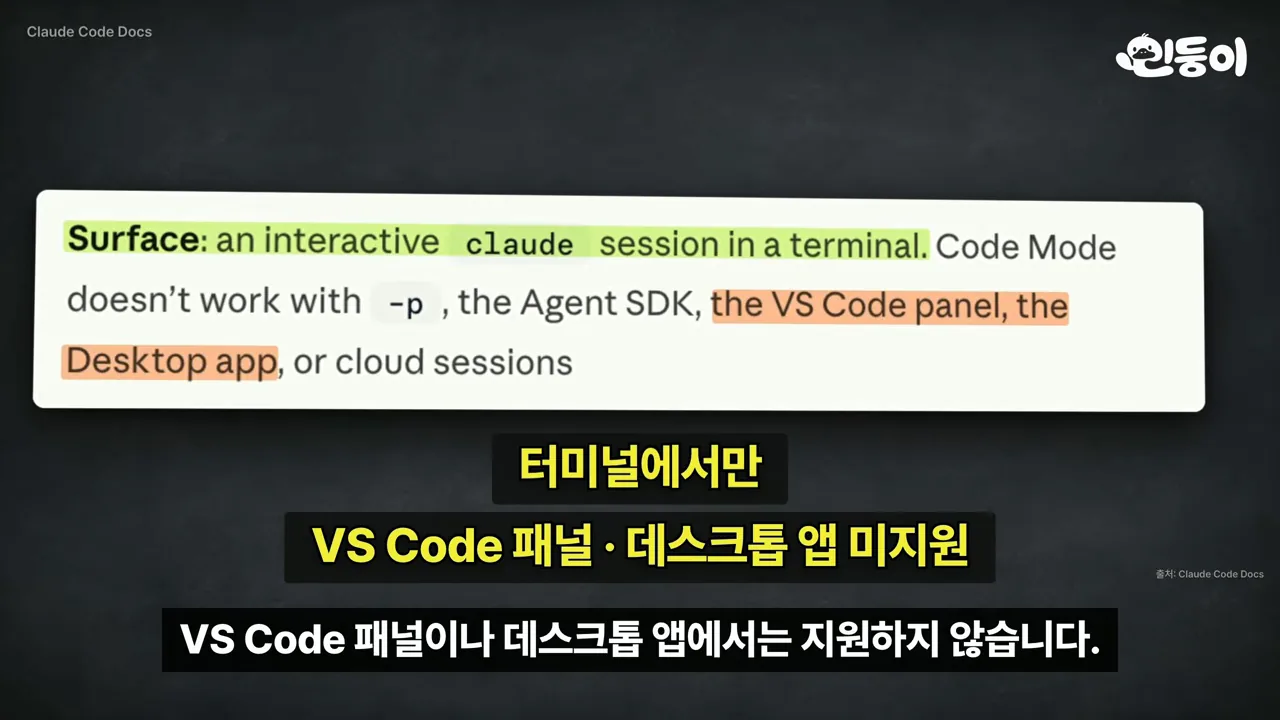 Claude Code Docs
인둥이
Surface: an interactive claude session in a terminal. Code Mode
doesn’t work with -p, the Agent SDK, the VS Code panel, the
Desktop app, or cloud sessions
터미널에서만
VS Code 패널 · 데스크톱 앱 미지원
출처: Claude Code Docs
VS Code 패널이나 데스크톱 앱에서는 지원하지 않습니다.